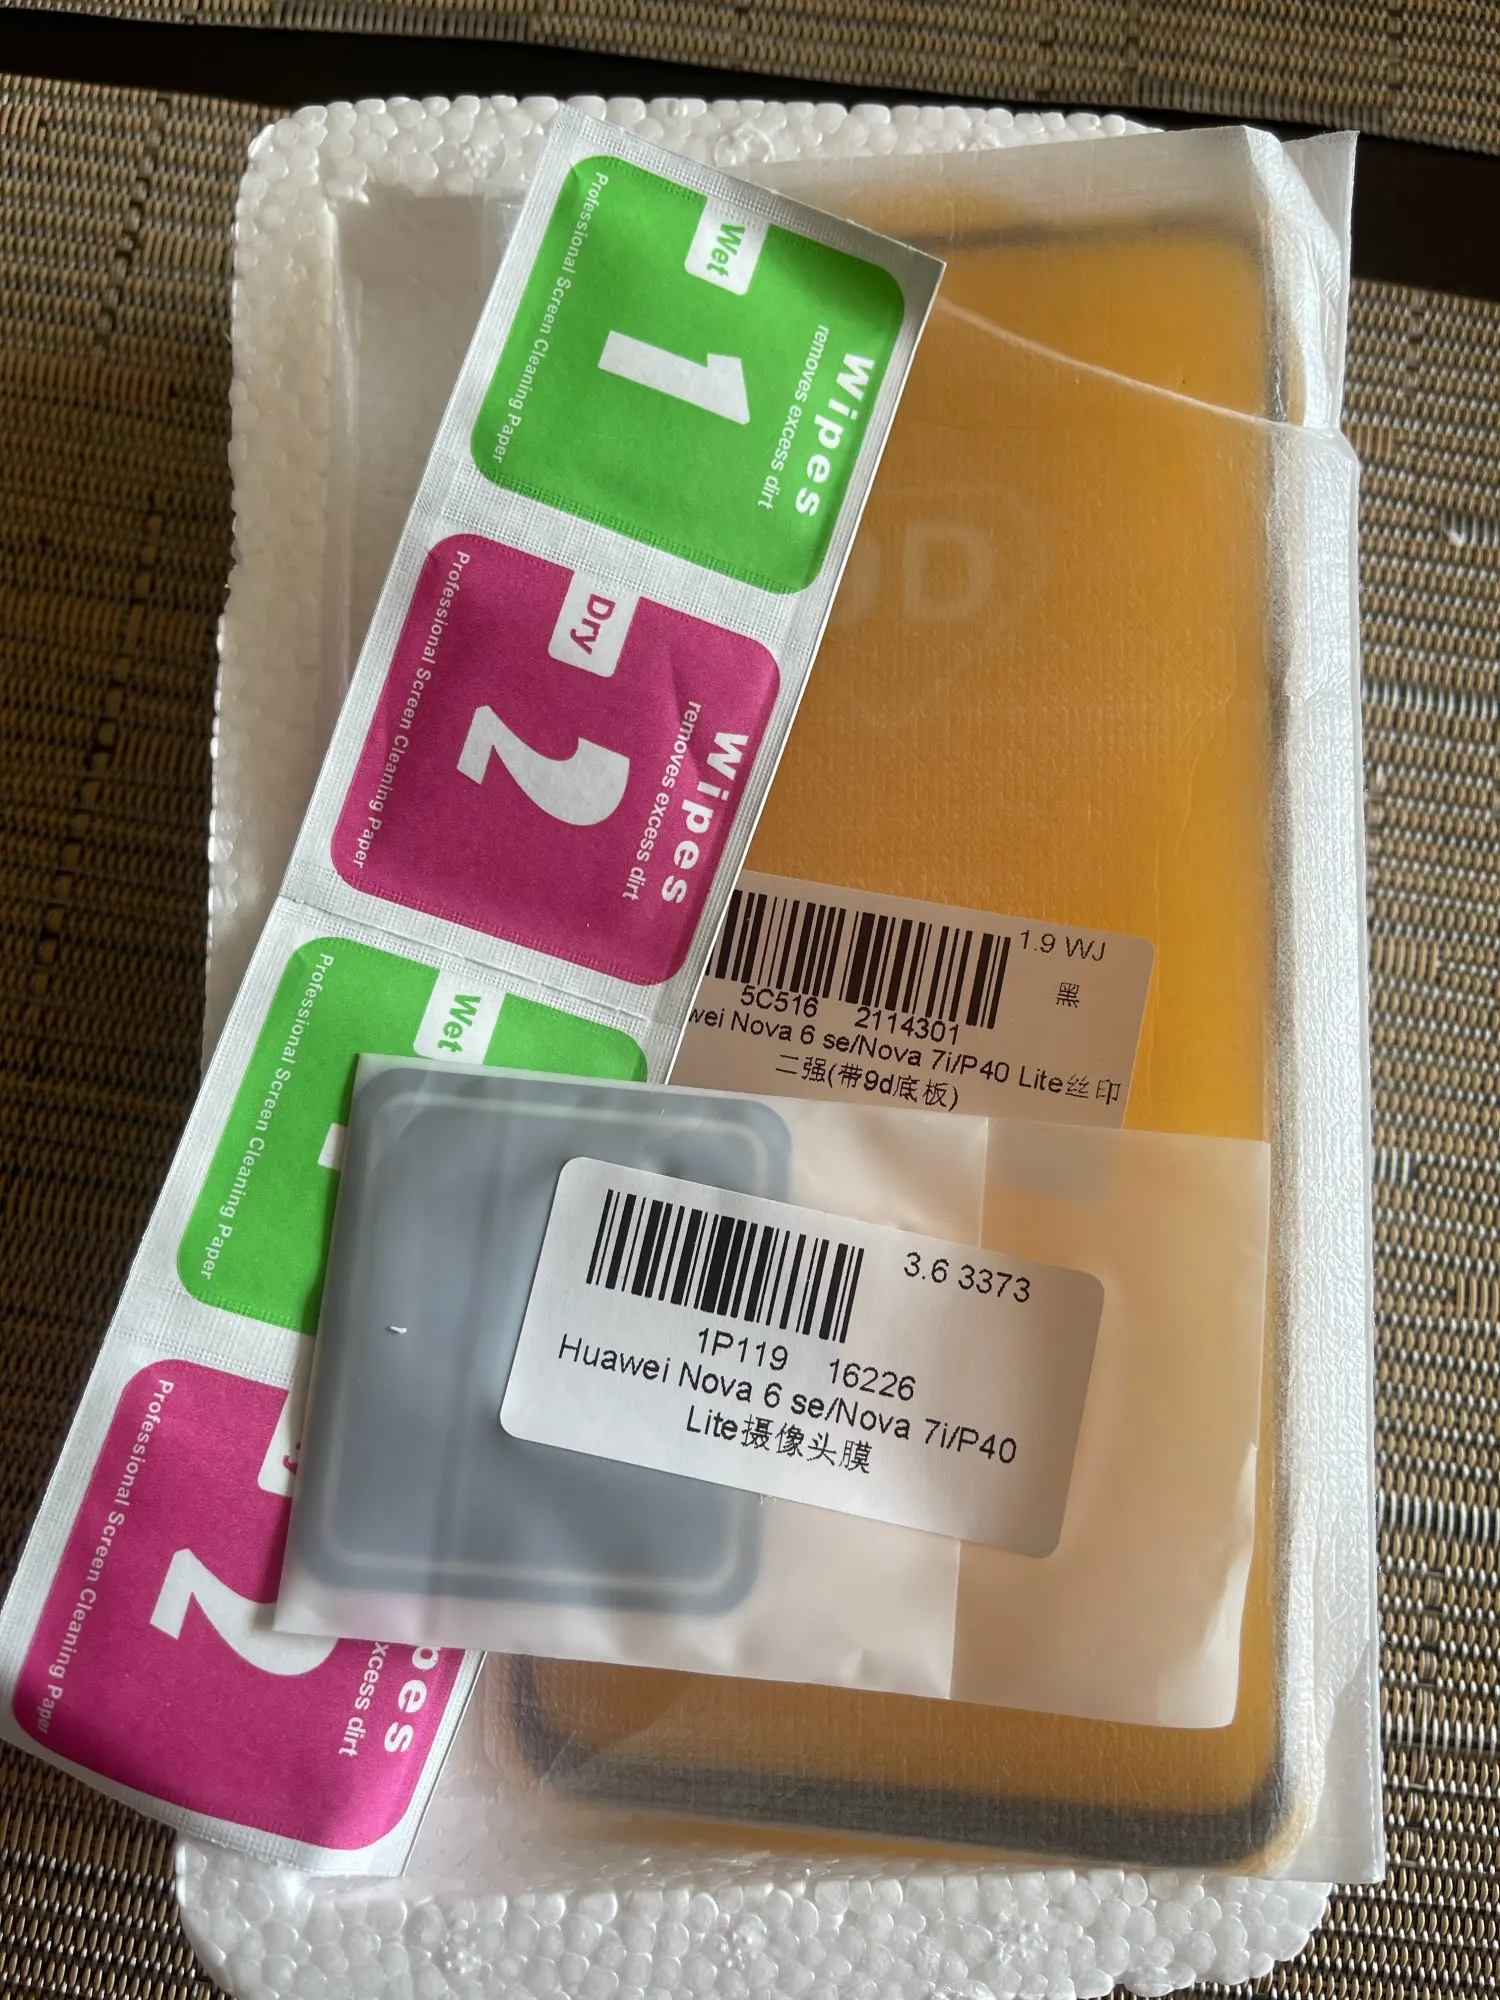 Wet
1
Wipes
removes excess dirt
Professional Screen Cleaning Paper
Dry
2
Wipes
removes excess dirt
Professional Screen Cleaning Paper
Wet
Professional Screen Cleaning Paper
2
pes
xcess dirt
Professional Screen Cleaning Paper
1.9 WJ
黑
5C516 2114301
wei Nova 6 se/Nova 7i/P40 Lite丝印
二强(带9d底板)
3.6 3373
1P119 16226
Huawei Nova 6 se/Nova 7i/P40
Lite摄像头膜